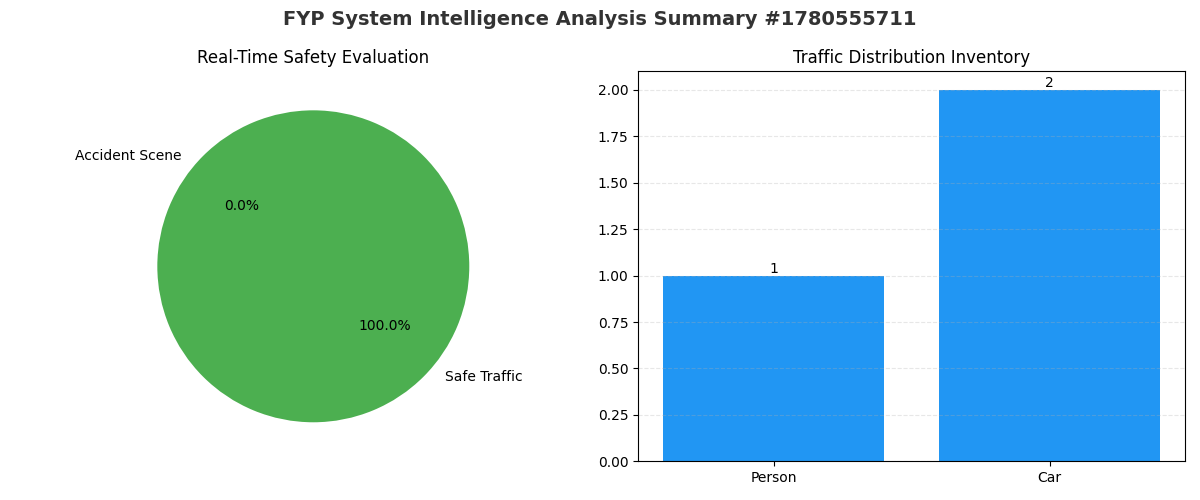 FYP System Intelligence Analysis Summary #1780555711
Real-Time Safety Evaluation
Accident Scene
0.0%
100.0%
Safe Traffic
Traffic Distribution Inventory
2.00
1.75
1.50
1.25
1.00
0.75
0.50
0.25
0.00
1
2
Person
Car